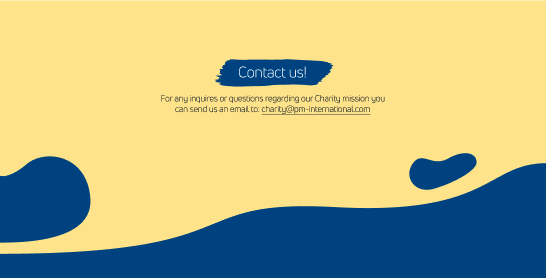 Contact us!
For any inquires or questions regarding our Charity mission you
can send us an email to: charity@pm-international.com